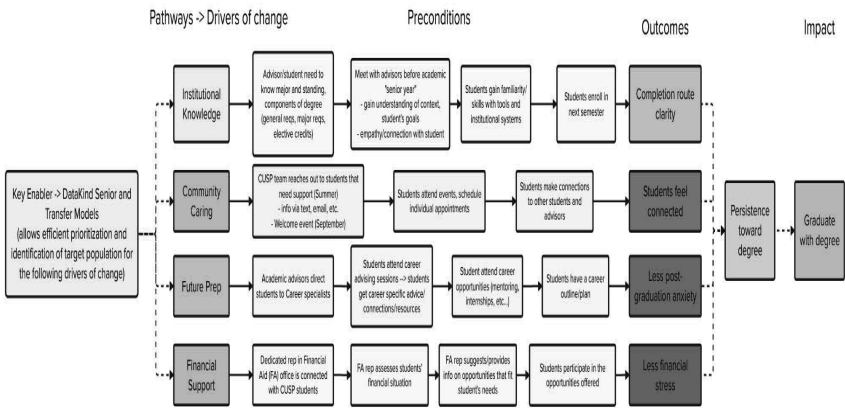 Pathways -> Drivers of change
Preconditions
Outcomes
Impact
Key Enabler -> DataKind Senior and
Transfer Models
(allows efficient prioritization and
identification of target population for
the following drivers of change)
Institutional
Knowledge
Advisor/student need to
know major and standing,
components of degree
(general reqs, major reqs,
elective credits)
Meet with advisors before academic
"senior year"
- gain understanding of context,
student's goals
- empathy/connection with student
Students gain familiarity/
skills with tools and
institutional systems
Students enroll in
next semester
Completion route
clarity
Community
Caring
CUSP team reaches out to students that
need support (Summer)
- info via text, email, etc.
- Welcome event (September)
Students attend events, schedule
individual appointments
Students make connections
to other students and
advisors
Students feel
connected
Future Prep
Academic advisors direct
students to Career specialists
Students attend career
advising sessions --> students
get career specific advice/
connections/resources
Student attend career
opportunities (mentoring,
internships, etc...)
Students have a career
outline/plan
Less post-
graduation anxiety
Financial
Support
Dedicated rep in Financial
Aid (FA) office is connected
with CUSP students
FA rep assesses students'
financial situation
FA rep suggests/provides
info on opportunities that fit
student's needs
Students participate in the
opportunities offered
Less financial
stress
Persistence
toward
degree
Graduate
with degree